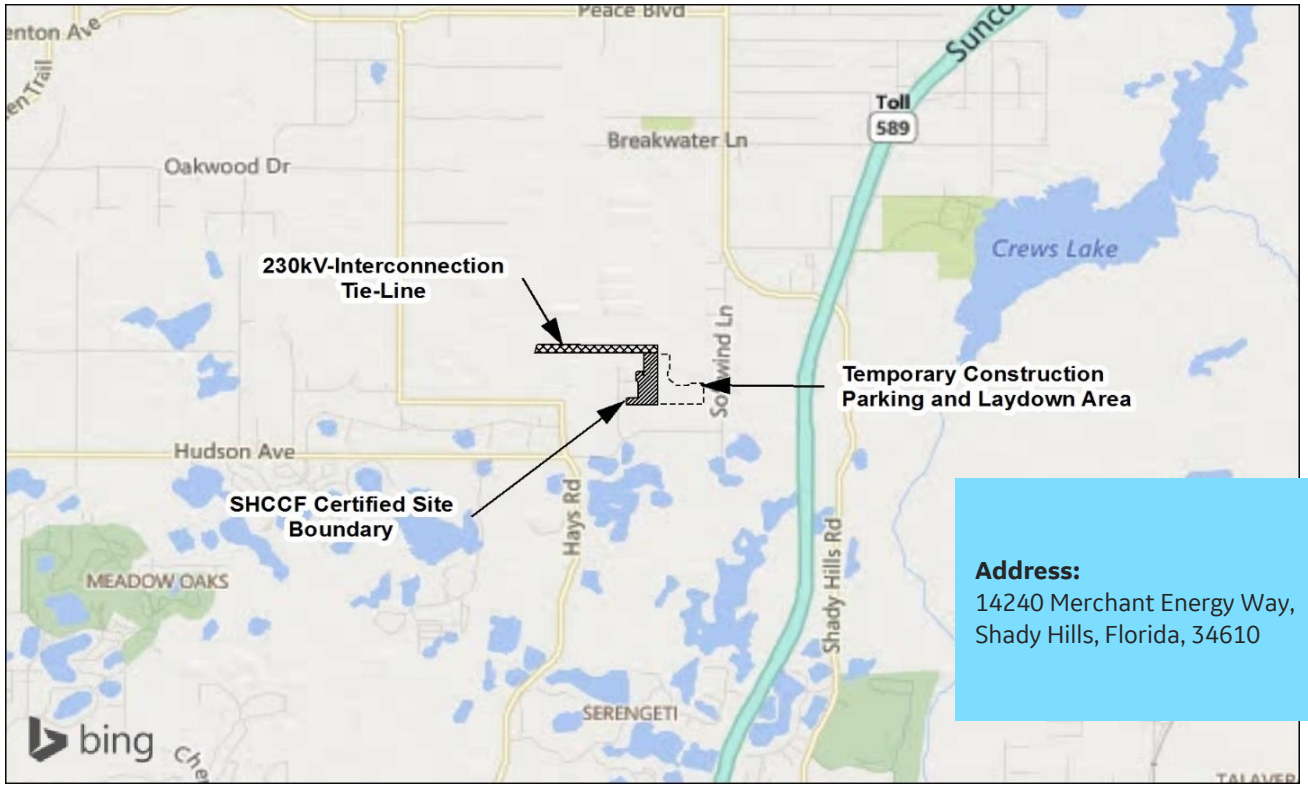 Peace Blvd
enton Ave
en Trail
Sunco
Toll
589
Breakwater Ln
Oakwood Dr
Crews Lake
230kV-Interconnection
Tie-Line
Temporary Construction
Parking and Laydown Area
Hudson Ave
SHCCF Certified Site
Boundary
Hays Rd
Shady Hills Rd
MEADOW OAKS
Address:
14240 Merchant Energy Way,
Shady Hills, Florida, 34610
SERENGETI
bing
Che
TALAVER